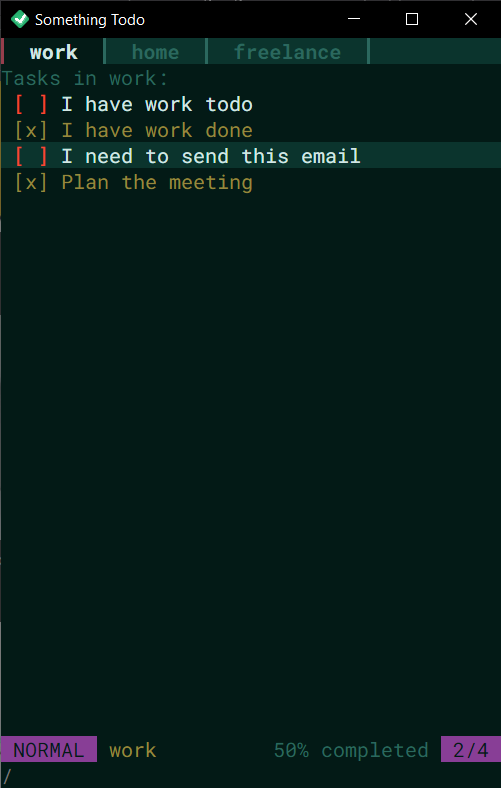 Something Todo
work home freelance
Tasks in work:
[ ] I have work todo
[x] I have work done
[ ] I need to send this email
[x] Plan the meeting
NORMAL work 50% completed 2/4
/